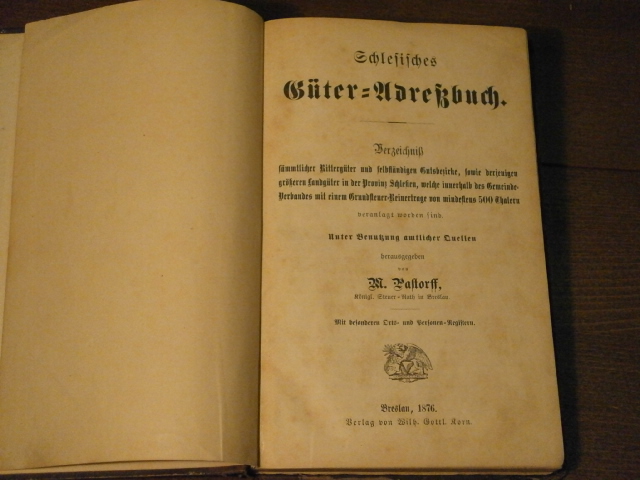 Schlesisches
Güter-Adreßbuch.
Verzeichniß
sämmtlicher Rittergüter und selbständigen Gutsbezirke, sowie derjenigen
größeren Landgüter in der Provinz Schlesien, welche innerhalb des Gemeinde-
Verbandes mit einem Grundsteuer-Reinertrage von mindestens 500 Thalern
veranlagt worden sind.
Unter Benutzung amtlicher Quellen
herausgegeben
von
M. Pastorff,
Königl. Steuer-Rath in Breslau
Mit besonderen Orts- und Personen-Registern.
Breslau, 1876.
Verlag von Wilh. Gottl. Korn.